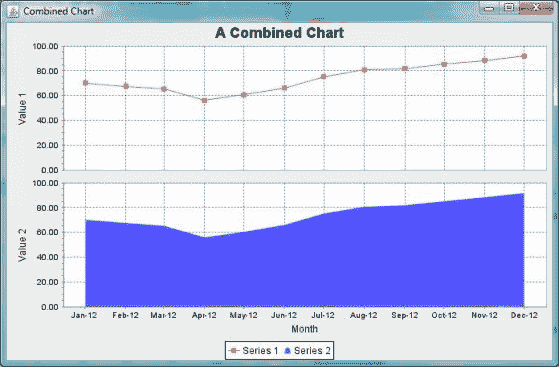 Combined Chart
A Combined Chart
Value 1
100.00
80.00
60.00
40.00
20.00
0.00
Value 2
100.00
80.00
60.00
40.00
20.00
0.00
Jan-12 Feb-12 Mar-12 Apr-12 May-12 Jun-12 Jul-12 Aug-12 Sep-12 Oct-12 Nov-12 Dec-12
Month
Series 1 Series 2